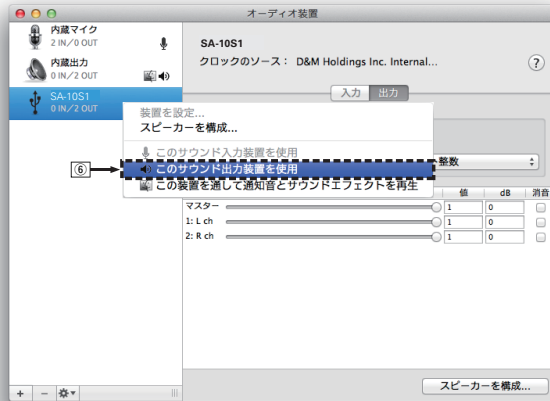 オーディオ装置
内蔵マイク
2 IN/0 OUT
内蔵出力
0 IN/2 OUT
SA-10S1
0 IN/2 OUT
SA-10S1
クロックのソース： D&M Holdings Inc. Internal...
?
入力 出力
装置を設定...
スピーカーを構成...
このサウンド入力装置を使用
⑥
このサウンド出力装置を使用
この装置を通して通知音とサウンドエフェクトを再生
整数
値 dB 消音
マスター 1 0
1: L ch 1 0
2: R ch 1 0
スピーカーを構成...
+ −